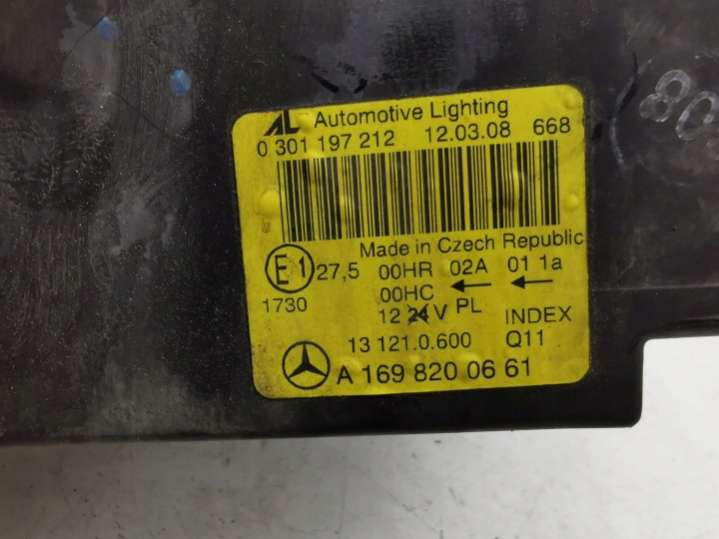 AL Automotive Lighting
0 301 197 212 12.03.08 668
Made in Czech Republic
E1 27,5 00HR 02A 01 1a
1730 00HC ← ←
12 24 V PL INDEX
13 121.0.600 Q11
A 169 820 06 61